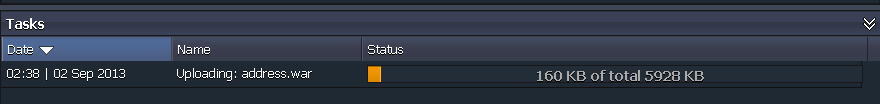 Tasks
Date Name Status
02:38 | 02 Sep 2013 Uploading: address.war 160 KB of total 5928 KB